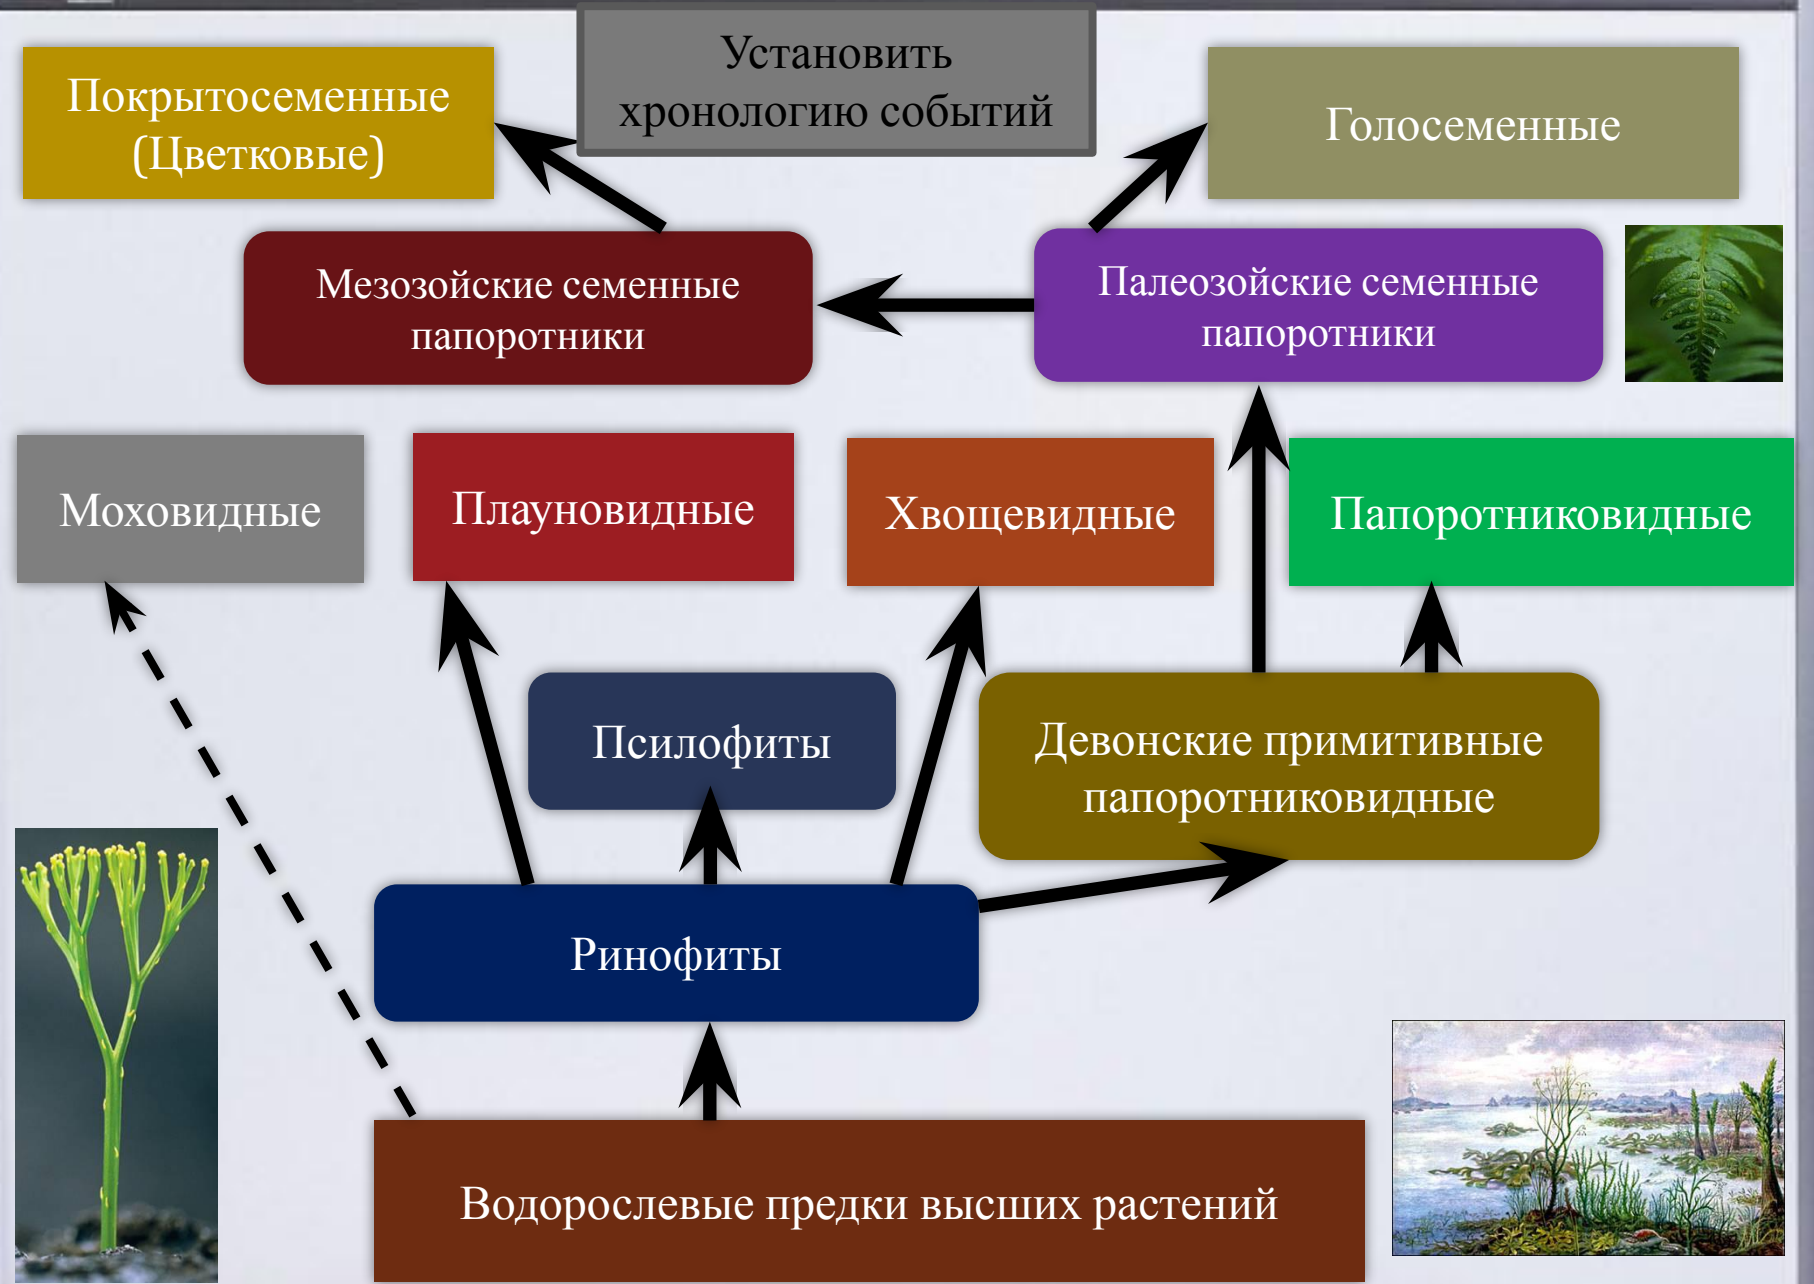 Установить
хронологию событий
Покрытосеменные
(Цветковые)
Голосеменные
Мезозойские семенные
папоротники
Палеозойские семенные
папоротники
Моховидные
Плауновидные
Хвощевидные
Папоротниковидные
Псилофиты
Девонские примитивные
папоротниковидные
Ринофиты
Водорослевые предки высших растений